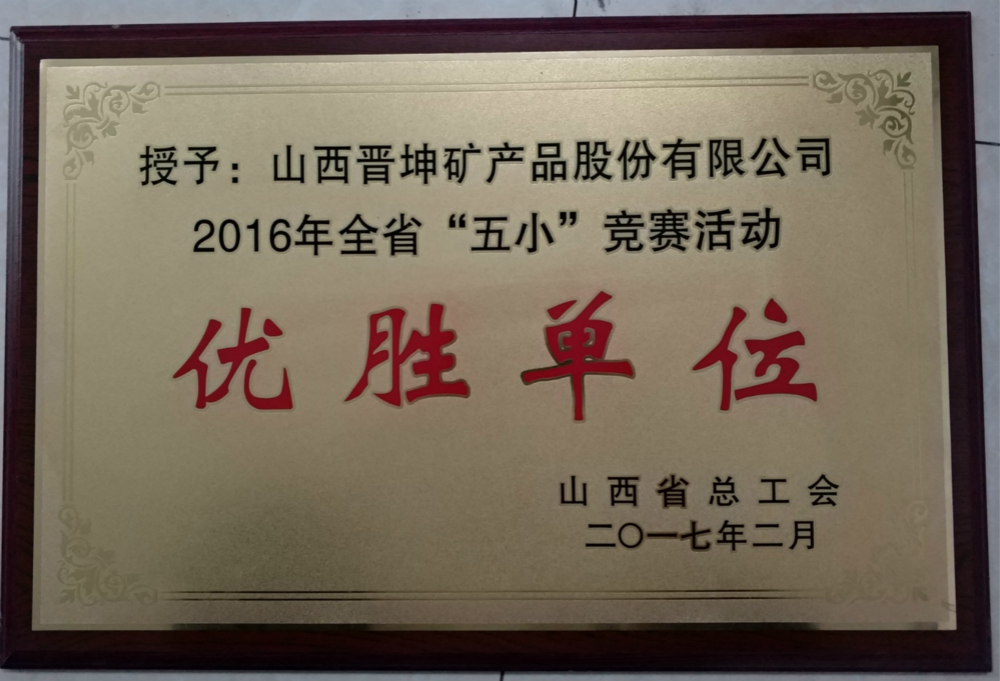 授予：山西晋坤矿产品股份有限公司
2016年全省“五小”竞赛活动
优胜单位
山西省总工会
二〇一七年二月